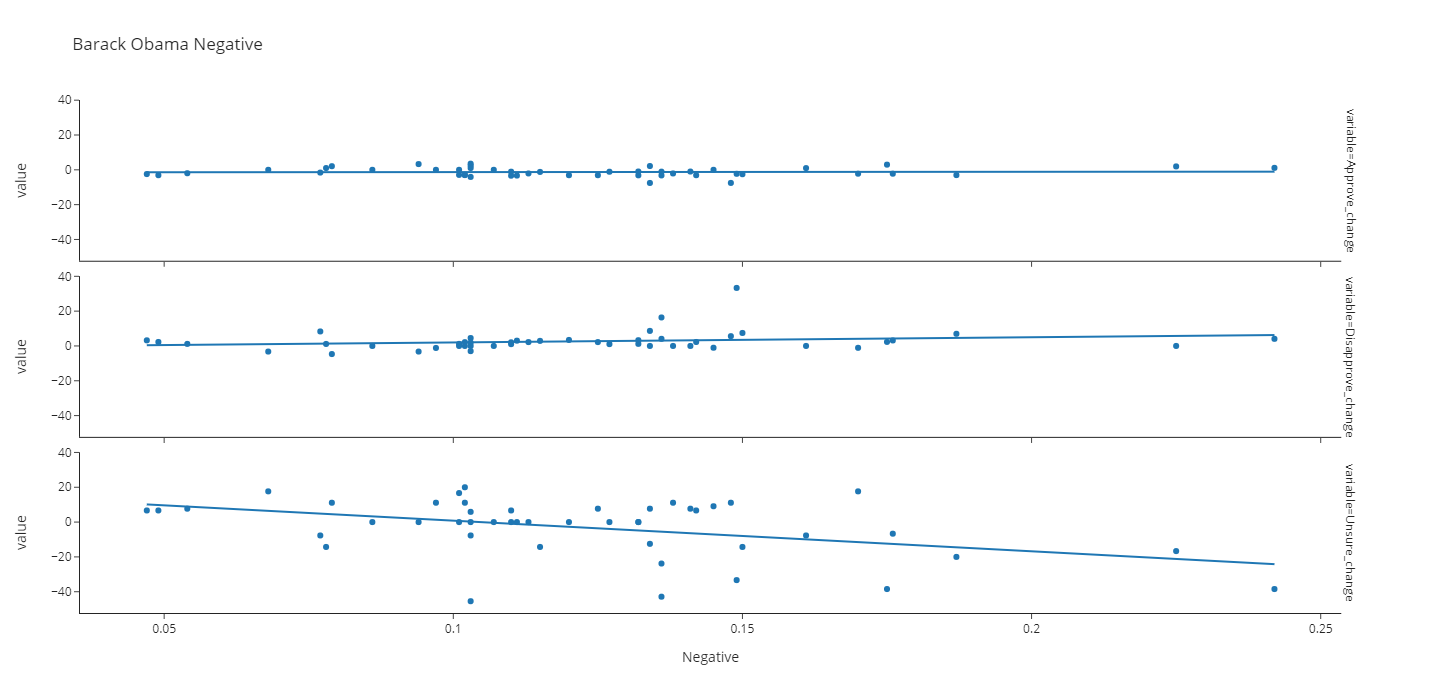 Barack Obama Negative
40
20
0
−20
−40
value
variable=Approve_change
40
20
0
−20
−40
value
variable=Disapprove_change
40
20
0
−20
−40
value
variable=Unsure_change
0.05
0.1
0.15
0.2
0.25
Negative